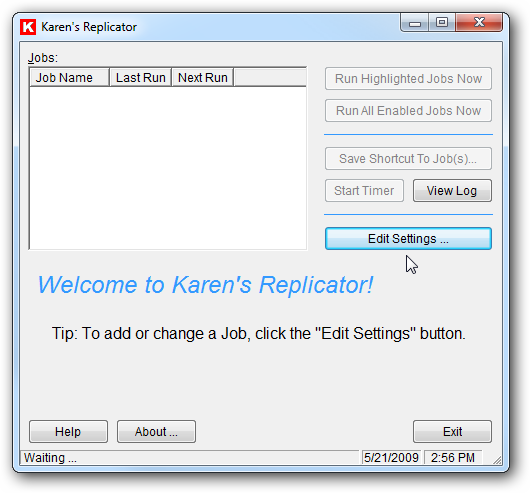 K Karen's Replicator
Jobs:
Job Name Last Run Next Run
Run Highlighted Jobs Now
Run All Enabled Jobs Now
Save Shortcut To Job(s)...
Start Timer View Log
Edit Settings ...
Welcome to Karen's Replicator!
Tip: To add or change a Job, click the "Edit Settings" button.
Help About ... Exit
Waiting ... 5/21/2009 2:56 PM